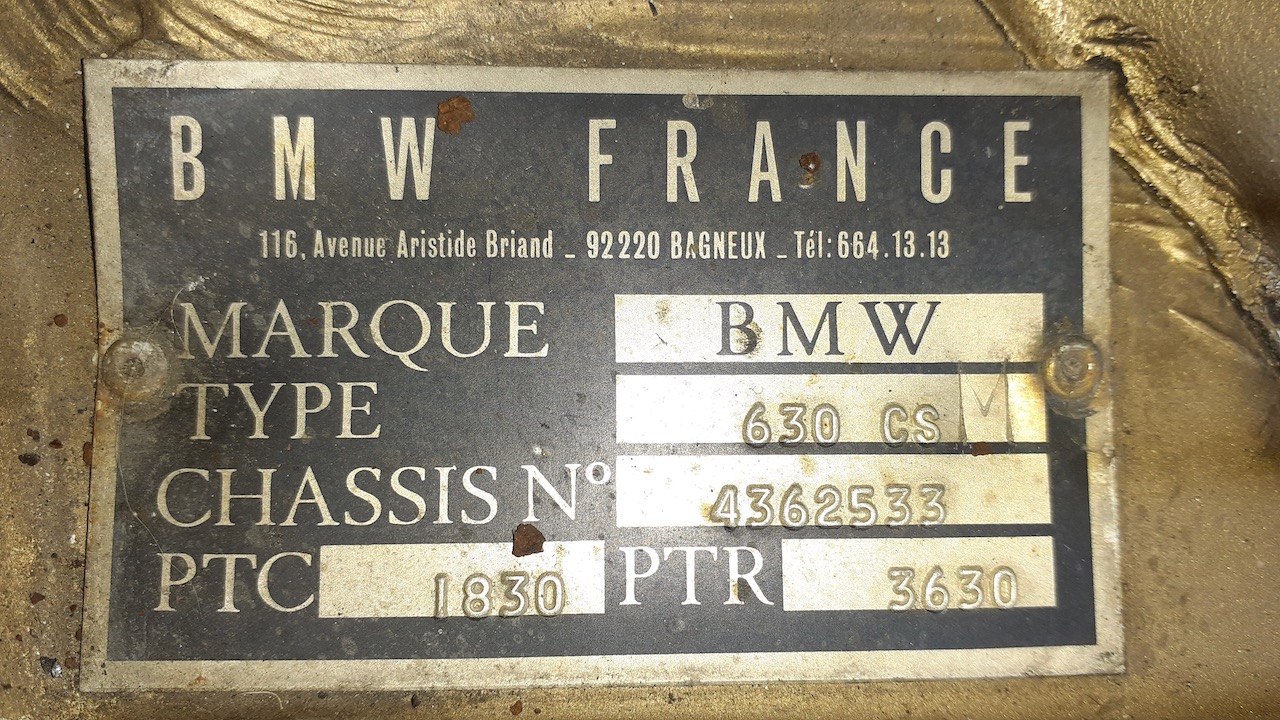 BMW FRANCE
116, Avenue Aristide Briand _ 92220 BAGNEUX _ Tél: 664.13.13
MARQUE BMW
TYPE 630 CS M
CHASSIS Nº 4362533
PTC 1830 PTR 3630